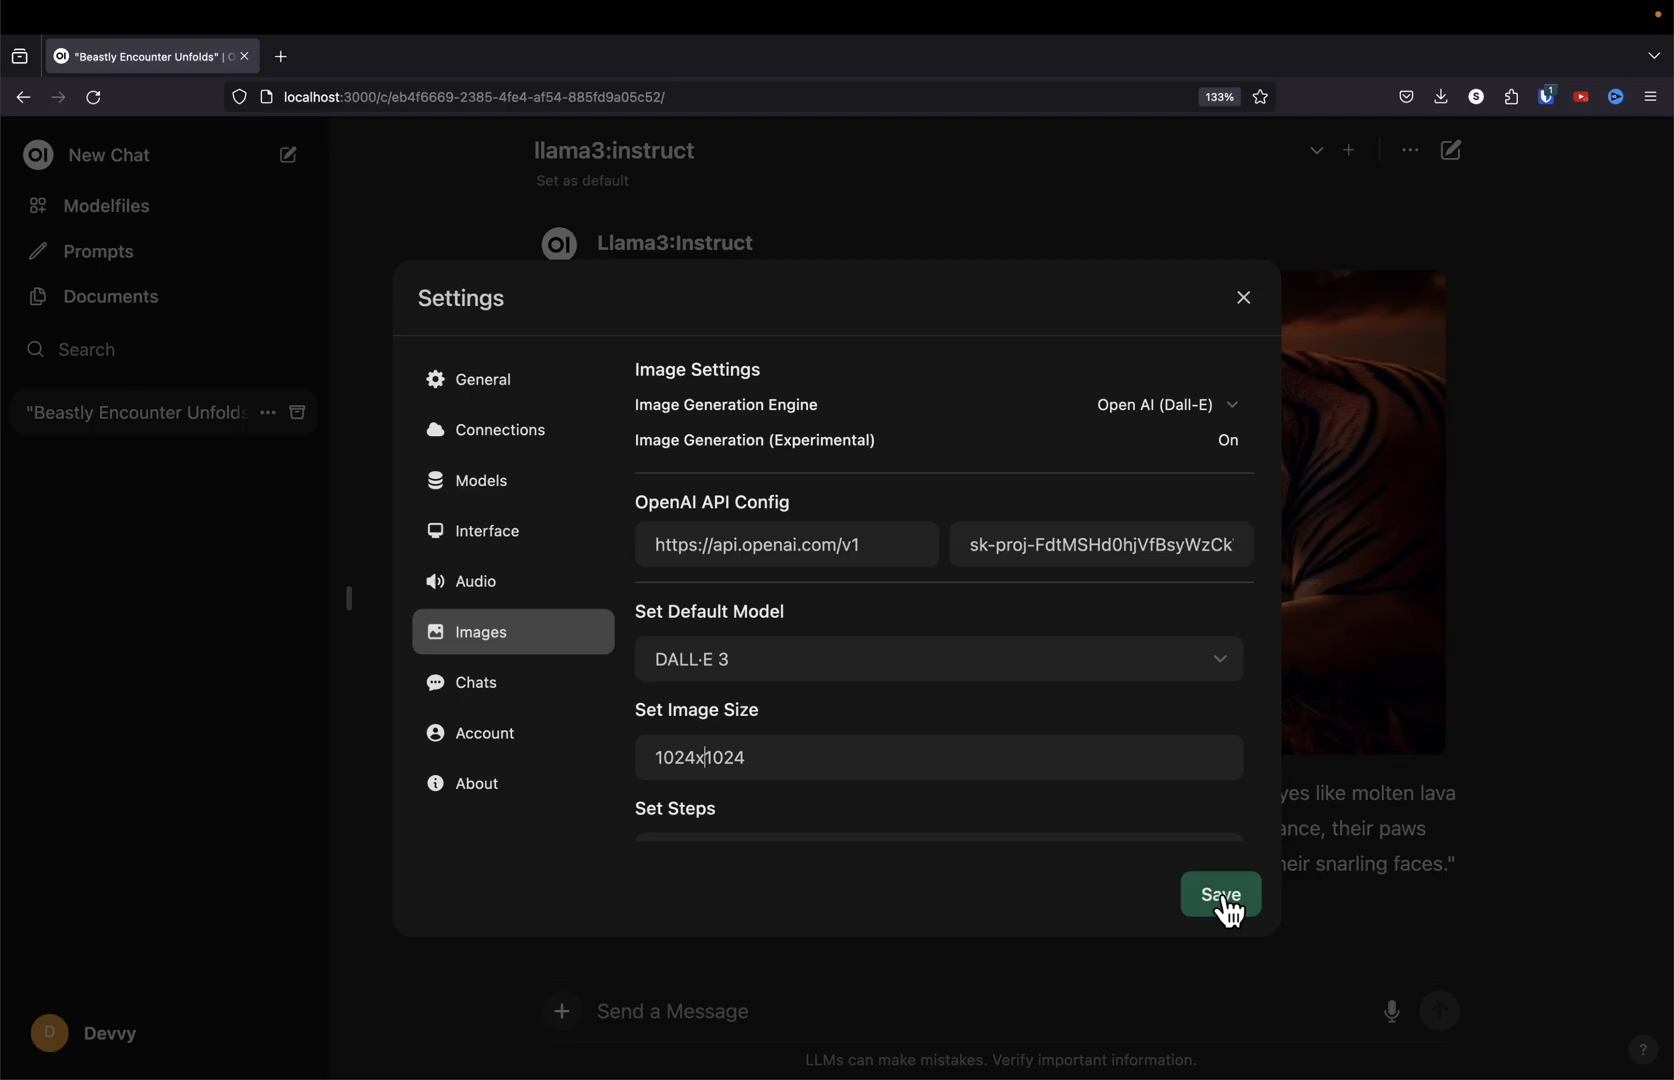 "Beastly Encounter Unfolds" | O
localhost:3000/c/eb4f6669-2385-4fe4-af54-885fd9a05c52/
133%
S
1
OI New Chat
Modelfiles
Prompts
Documents
Search
"Beastly Encounter Unfolds
D Devvy
llama3:instruct
Set as default
OI Llama3:Instruct
Settings
General
Connections
Models
Interface
Audio
Images
Chats
Account
About
Image Settings
Image Generation Engine Open AI (Dall-E)
Image Generation (Experimental) On
OpenAI API Config
https://api.openai.com/v1 sk-proj-FdtMSHd0hjVfBsyWzCk
Set Default Model
DALL·E 3
Set Image Size
1024x1024
Set Steps
Save
yes like molten lava
ance, their paws
heir snarling faces."
Send a Message
LLMs can make mistakes. Verify important information.
?